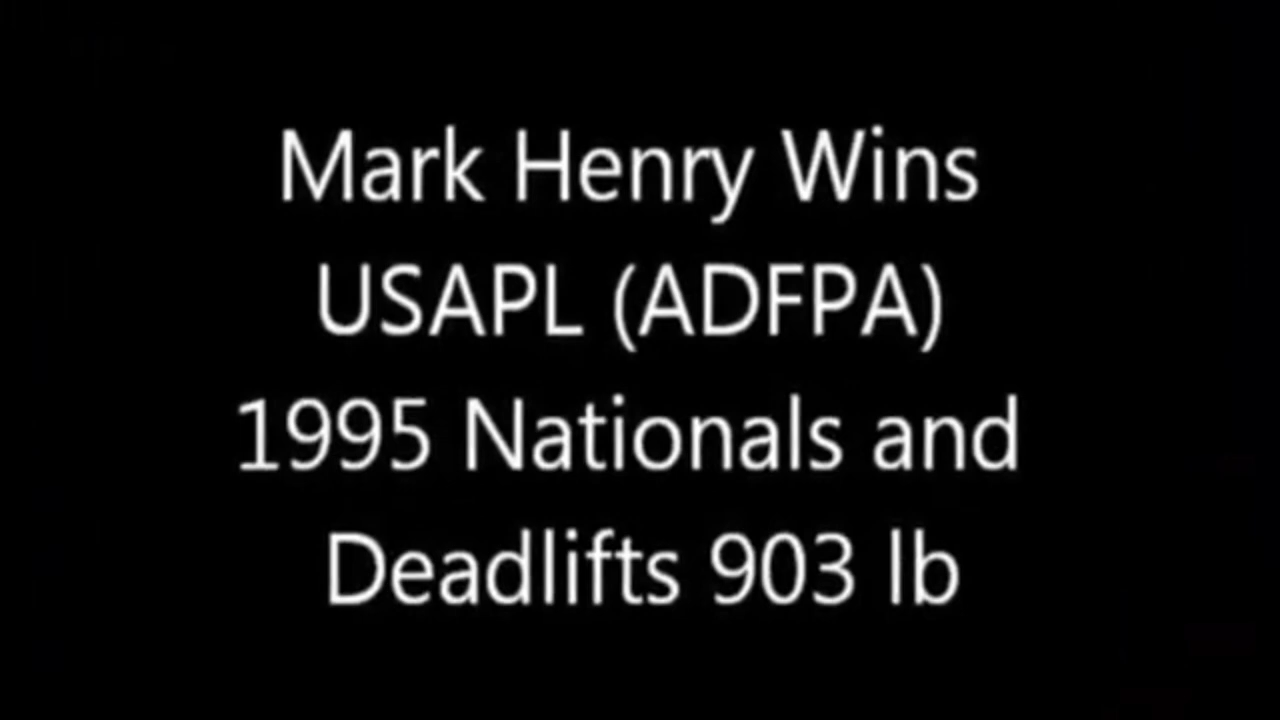 Mark Henry Wins
USAPL (ADFPA)
1995 Nationals and
Deadlifts 903 lb